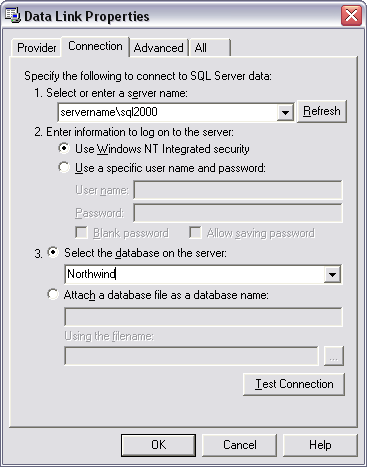 Data Link Properties
Provider Connection Advanced All
Specify the following to connect to SQL Server data:
1. Select or enter a server name:
servername\sql2000 Refresh
2. Enter information to log on to the server:
Use Windows NT Integrated security
Use a specific user name and password:
User name:
Password:
Blank password Allow saving password
3. Select the database on the server:
Northwind
Attach a database file as a database name:
Using the filename:
...
Test Connection
OK Cancel Help